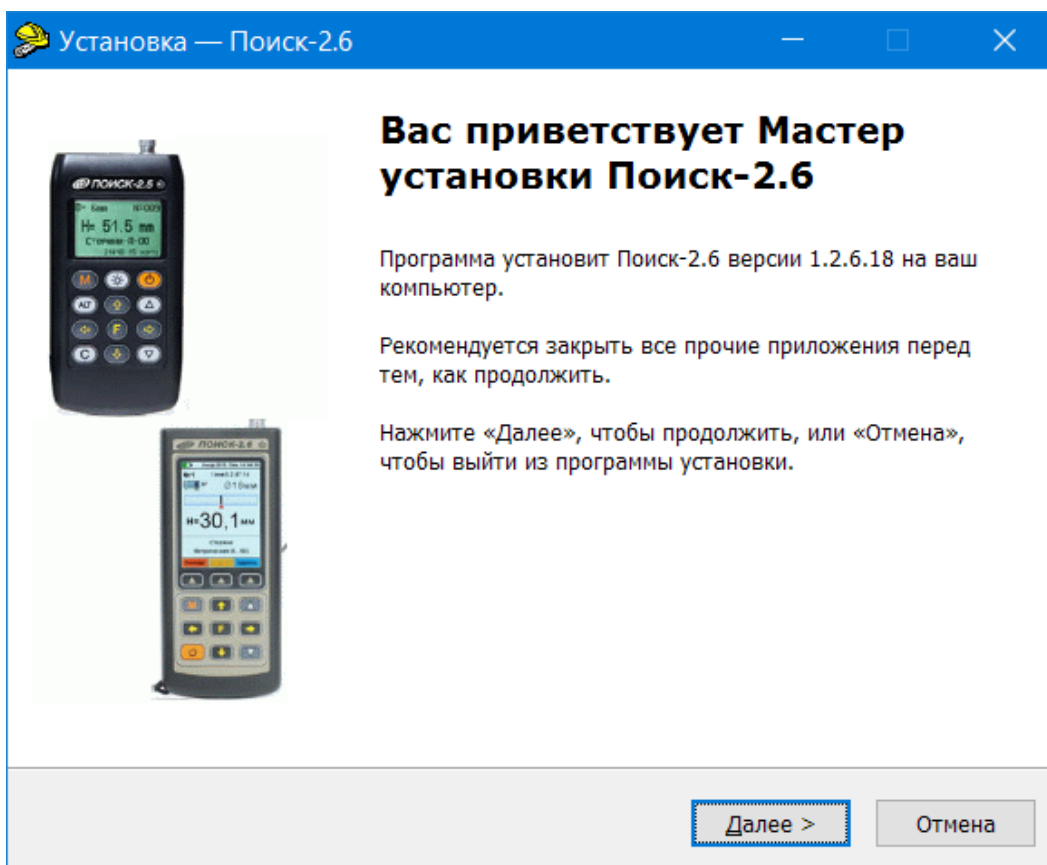 Установка — Поиск-2.6
Вас приветствует Мастер
установки Поиск-2.6
Программа установит Поиск-2.6 версии 1.2.6.18 на ваш
компьютер.
Рекомендуется закрыть все прочие приложения перед
тем, как продолжить.
Нажмите «Далее», чтобы продолжить, или «Отмена»,
чтобы выйти из программы установки.
ПОИСК-2.5
H= 51.5 mm
M
ALT
F
C
ПОИСК-2.6
Ø18мм
H=30,1мм
M
F
Далее >
Отмена